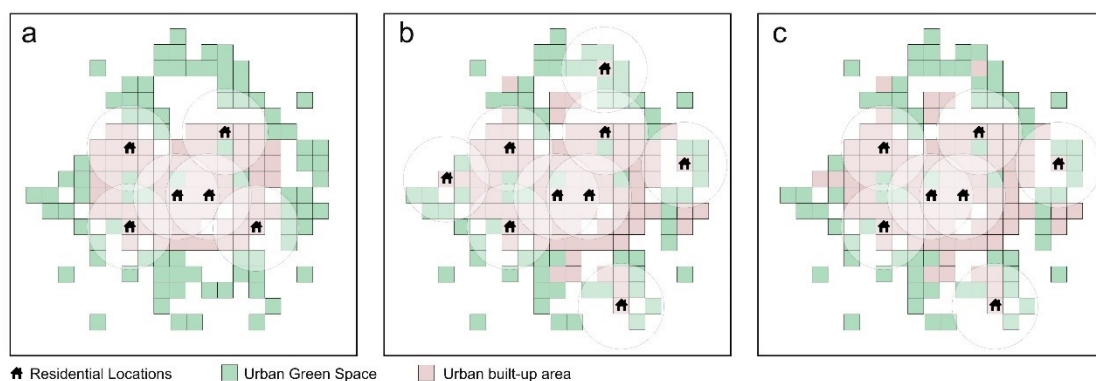 a
b
c
Residential Locations
Urban Green Space
Urban built-up area